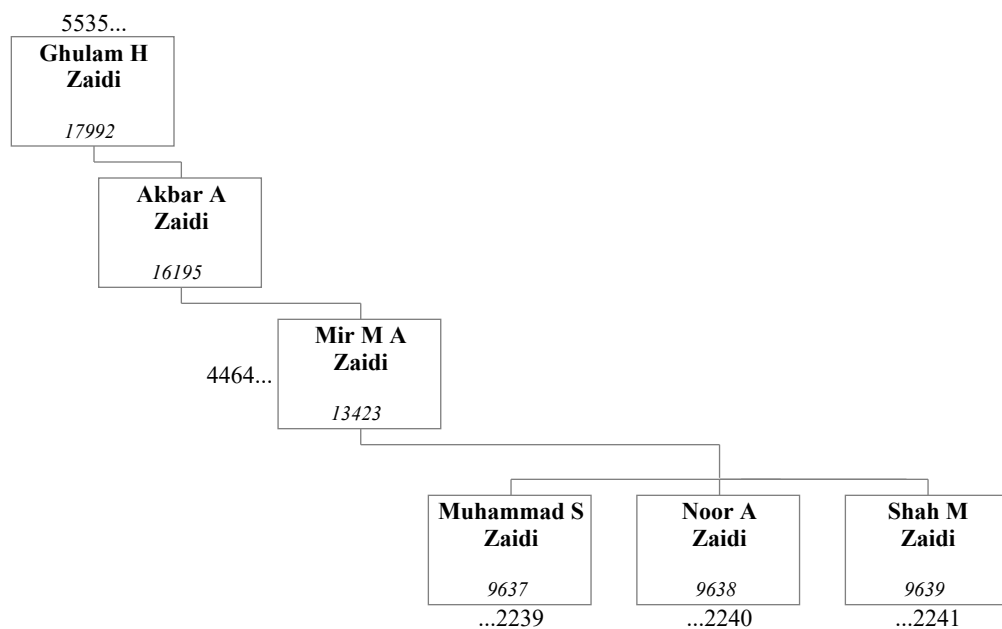 5535...
Ghulam H
Zaidi
17992
Akbar A
Zaidi
16195
Mir M A
Zaidi
4464...
13423
Muhammad S
Zaidi
9637
...2239
Noor A
Zaidi
9638
...2240
Shah M
Zaidi
9639
...2241